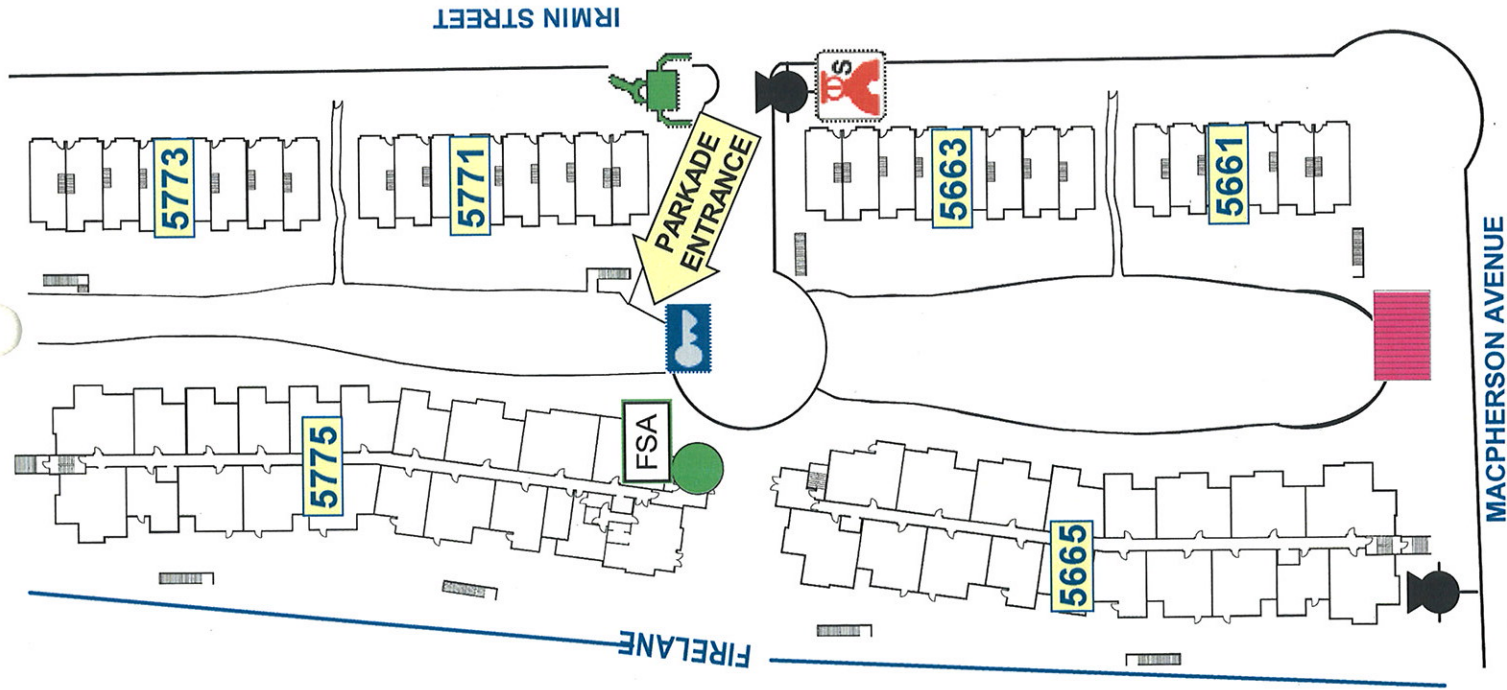 IRMIN STREET
S
5773
5771
PARKADE
ENTRANCE
5663
5661
MACPHERSON AVENUE
5775
FSA
5665
FIRELANE